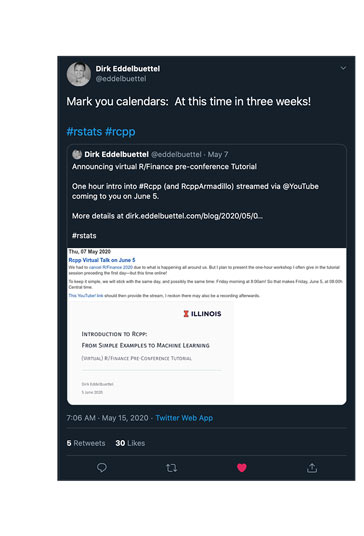 Dirk Eddelbuettel
@eddelbuettel
Mark you calendars: At this time in three weeks!
#rstats #rcpp
Dirk Eddelbuettel @eddelbuettel · May 7
Announcing virtual R/Finance pre-conference Tutorial
One hour intro into #Rcpp (and RcppArmadillo) streamed via @YouTube
coming to you on June 5.
More details at dirk.eddelbuettel.com/blog/2020/05/0...
#rstats
Thu, 07 May 2020
Rcpp Virtual Talk on June 5
We had to cancel R/Finance 2020 due to what is happening all around us. But I plan to present the one-hour workshop I often give in the tutorial
session preceding the first day—but this time online!
To keep it simple, we will stick with the same day, and possibly the same time: Friday morning at 8:00am! So that makes Friday, June 5, at 08:00h
Central time.
This YouTube! link should then provide the stream, I reckon there may also be a recording afterwards.
I ILLINOIS
INTRODUCTION TO RCPP:
FROM SIMPLE EXAMPLES TO MACHINE LEARNING
(VIRTUAL) R/FINANCE PRE-CONFERENCE TUTORIAL
Dirk Eddelbuettel
5 June 2020
7:06 AM · May 15, 2020 · Twitter Web App
5 Retweets 30 Likes